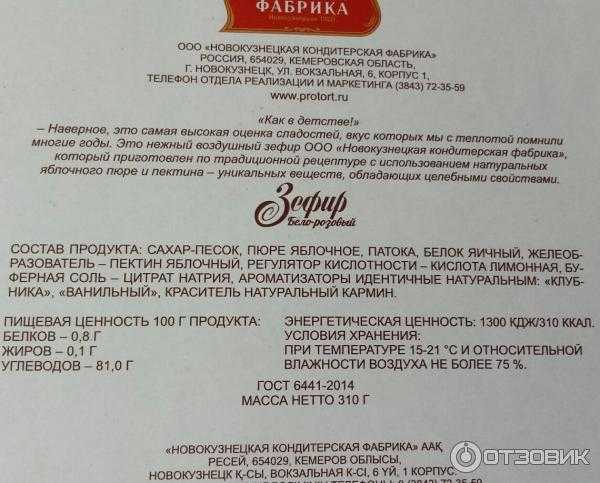 ФАБРИКА
ООО «НОВОКУЗНЕЦКАЯ КОНДИТЕРСКАЯ ФАБРИКА»
РОССИЯ, 654029, КЕМЕРОВСКАЯ ОБЛАСТЬ,
Г. НОВОКУЗНЕЦК, УЛ. ВОКЗАЛЬНАЯ, 6, КОРПУС 1,
ТЕЛЕФОН ОТДЕЛА РЕАЛИЗАЦИИ И МАРКЕТИНГА (3843) 72-35-59
www.protort.ru
«Как в детстве!»
– Наверное, это самая высокая оценка сладостей, вкус которых мы с теплотой помнили
многие годы. Это нежный воздушный зефир ООО «Новокузнецкая кондитерская фабрика»,
который приготовлен по традиционной рецептуре с использованием натуральных
яблочного пюре и пектина – уникальных веществ, обладающих целебными свойствами.
Зефир
Бело-розовый
СОСТАВ ПРОДУКТА: САХАР-ПЕСОК, ПЮРЕ ЯБЛОЧНОЕ, ПАТОКА, БЕЛОК ЯИЧНЫЙ, ЖЕЛЕОБ-
РАЗОВАТЕЛЬ – ПЕКТИН ЯБЛОЧНЫЙ, РЕГУЛЯТОР КИСЛОТНОСТИ – КИСЛОТА ЛИМОННАЯ, БУ-
ФЕРНАЯ СОЛЬ – ЦИТРАТ НАТРИЯ, АРОМАТИЗАТОРЫ ИДЕНТИЧНЫЕ НАТУРАЛЬНЫМ: «КЛУБ-
НИКА», «ВАНИЛЬНЫЙ», КРАСИТЕЛЬ НАТУРАЛЬНЫЙ КАРМИН.
ПИЩЕВАЯ ЦЕННОСТЬ 100 Г ПРОДУКТА:
БЕЛКОВ – 0,8 Г
ЖИРОВ – 0,1 Г
УГЛЕВОДОВ – 81,0 Г
ЭНЕРГЕТИЧЕСКАЯ ЦЕННОСТЬ: 1300 КДЖ/310 ККАЛ.
УСЛОВИЯ ХРАНЕНИЯ:
ПРИ ТЕМПЕРАТУРЕ 15-21 °С И ОТНОСИТЕЛЬНОЙ
ВЛАЖНОСТИ ВОЗДУХА НЕ БОЛЕЕ 75 %.
ГОСТ 6441-2014
МАССА НЕТТО 310 Г
«НОВОКУЗНЕЦКАЯ КОНДИТЕРСКАЯ ФАБРИКА» ААҚ
РЕСЕЙ, 654029, КЕМЕРОВ ОБЛЫСЫ,
НОВОКУЗНЕЦК Қ-СЫ, ВОКЗАЛЬНАЯ К-СІ, 6 ҮЙ, 1 КОРПУС.
(3843) 72-35-59
ОТЗОВИК